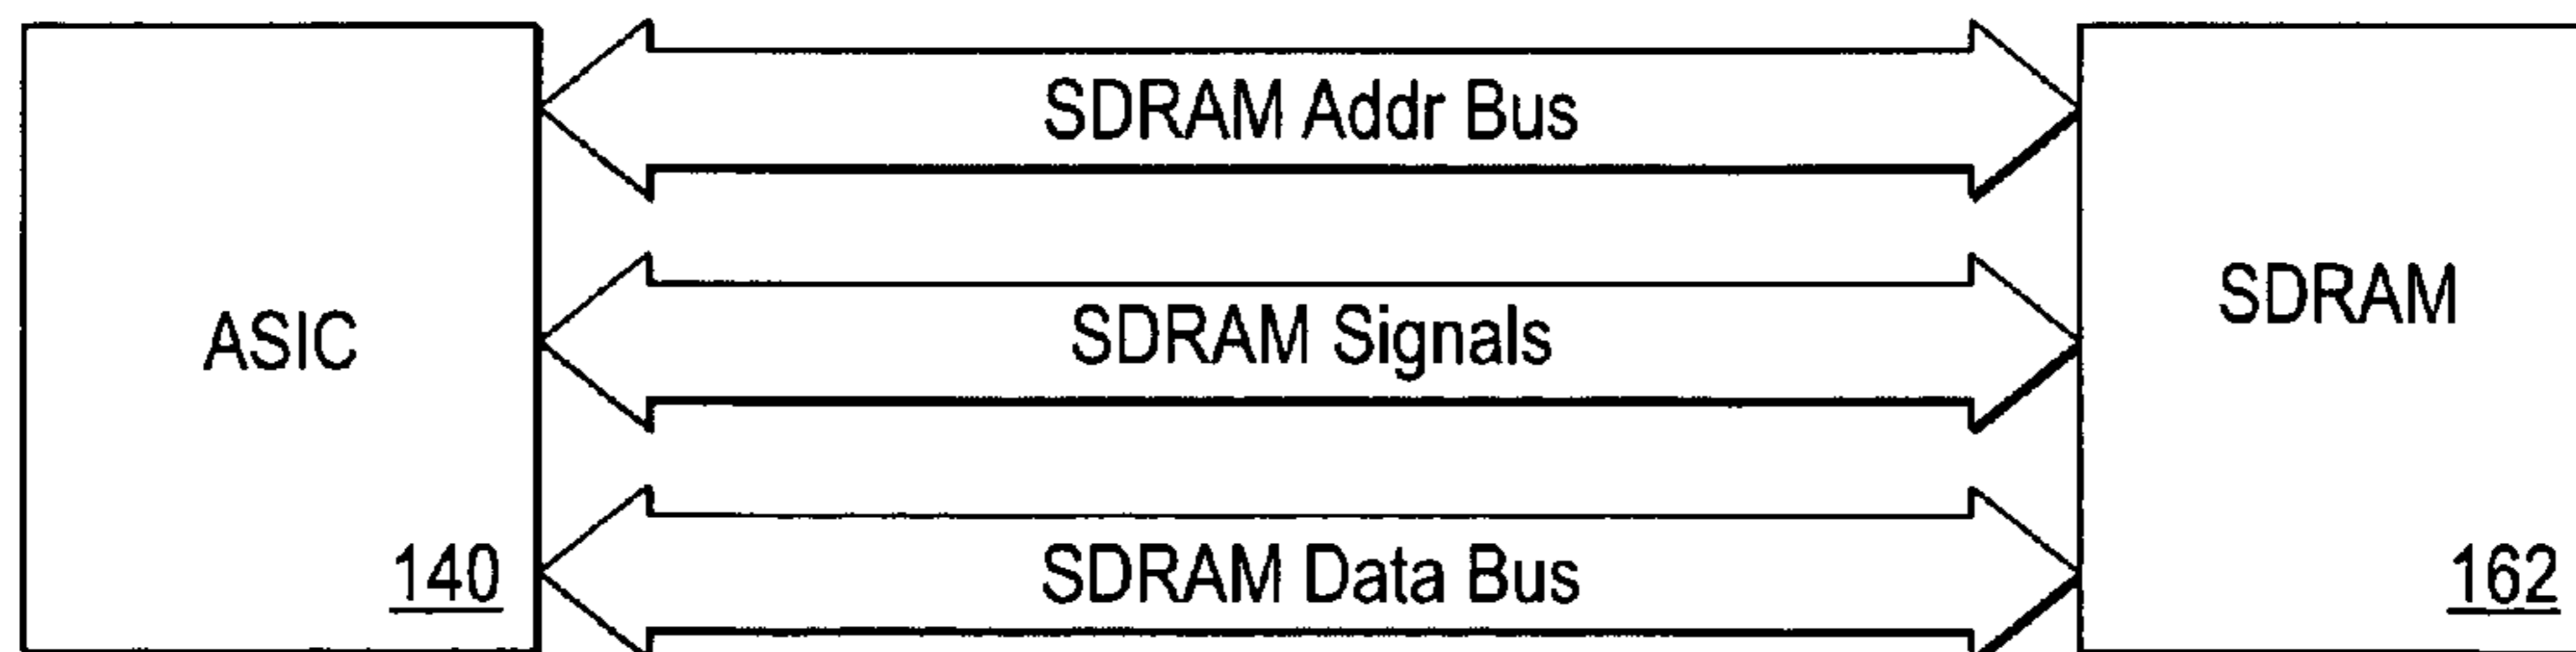 SDRAM Addr Bus
ASIC
SDRAM Signals
SDRAM
SDRAM Data Bus
140
162